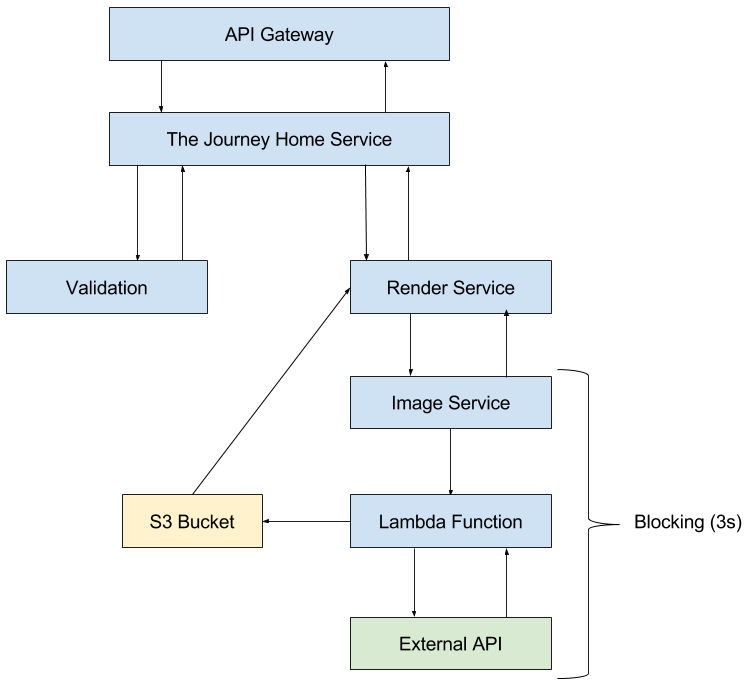 API Gateway
The Journey Home Service
Validation
Render Service
Image Service
S3 Bucket
Lambda Function
Blocking (3s)
External API